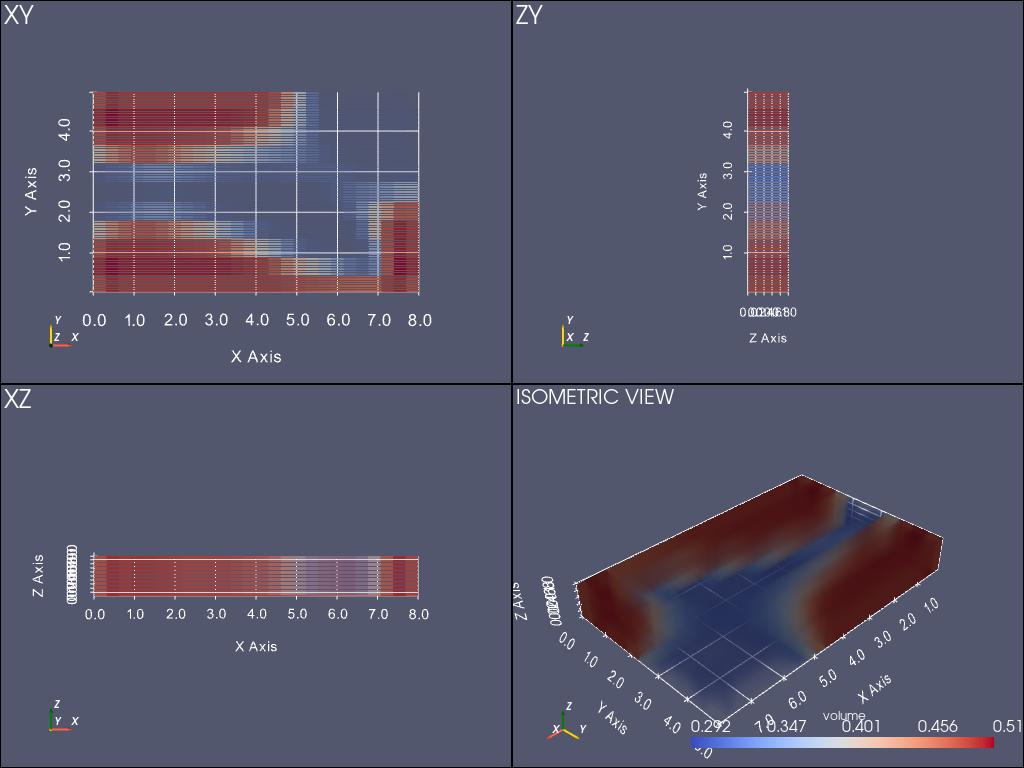 XY
4.0
3.0
2.0
1.0
Y Axis
0.0 1.0 2.0 3.0 4.0 5.0 6.0 7.0 8.0
X Axis
Y
Z X
ZY
4.0
3.0
2.0
1.0
Y Axis
Z Axis
Y
X Z
XZ
Z Axis
0.0 1.0 2.0 3.0 4.0 5.0 6.0 7.0 8.0
X Axis
Z
Y X
ISOMETRIC VIEW
Z Axis
0.0 1.0 2.0 3.0 4.0
Y Axis
1.0
2.0
3.0
4.0
5.0
6.0
7.0
X Axis
Z
X Y
volume
0.292 0.347 0.401 0.456 0.51